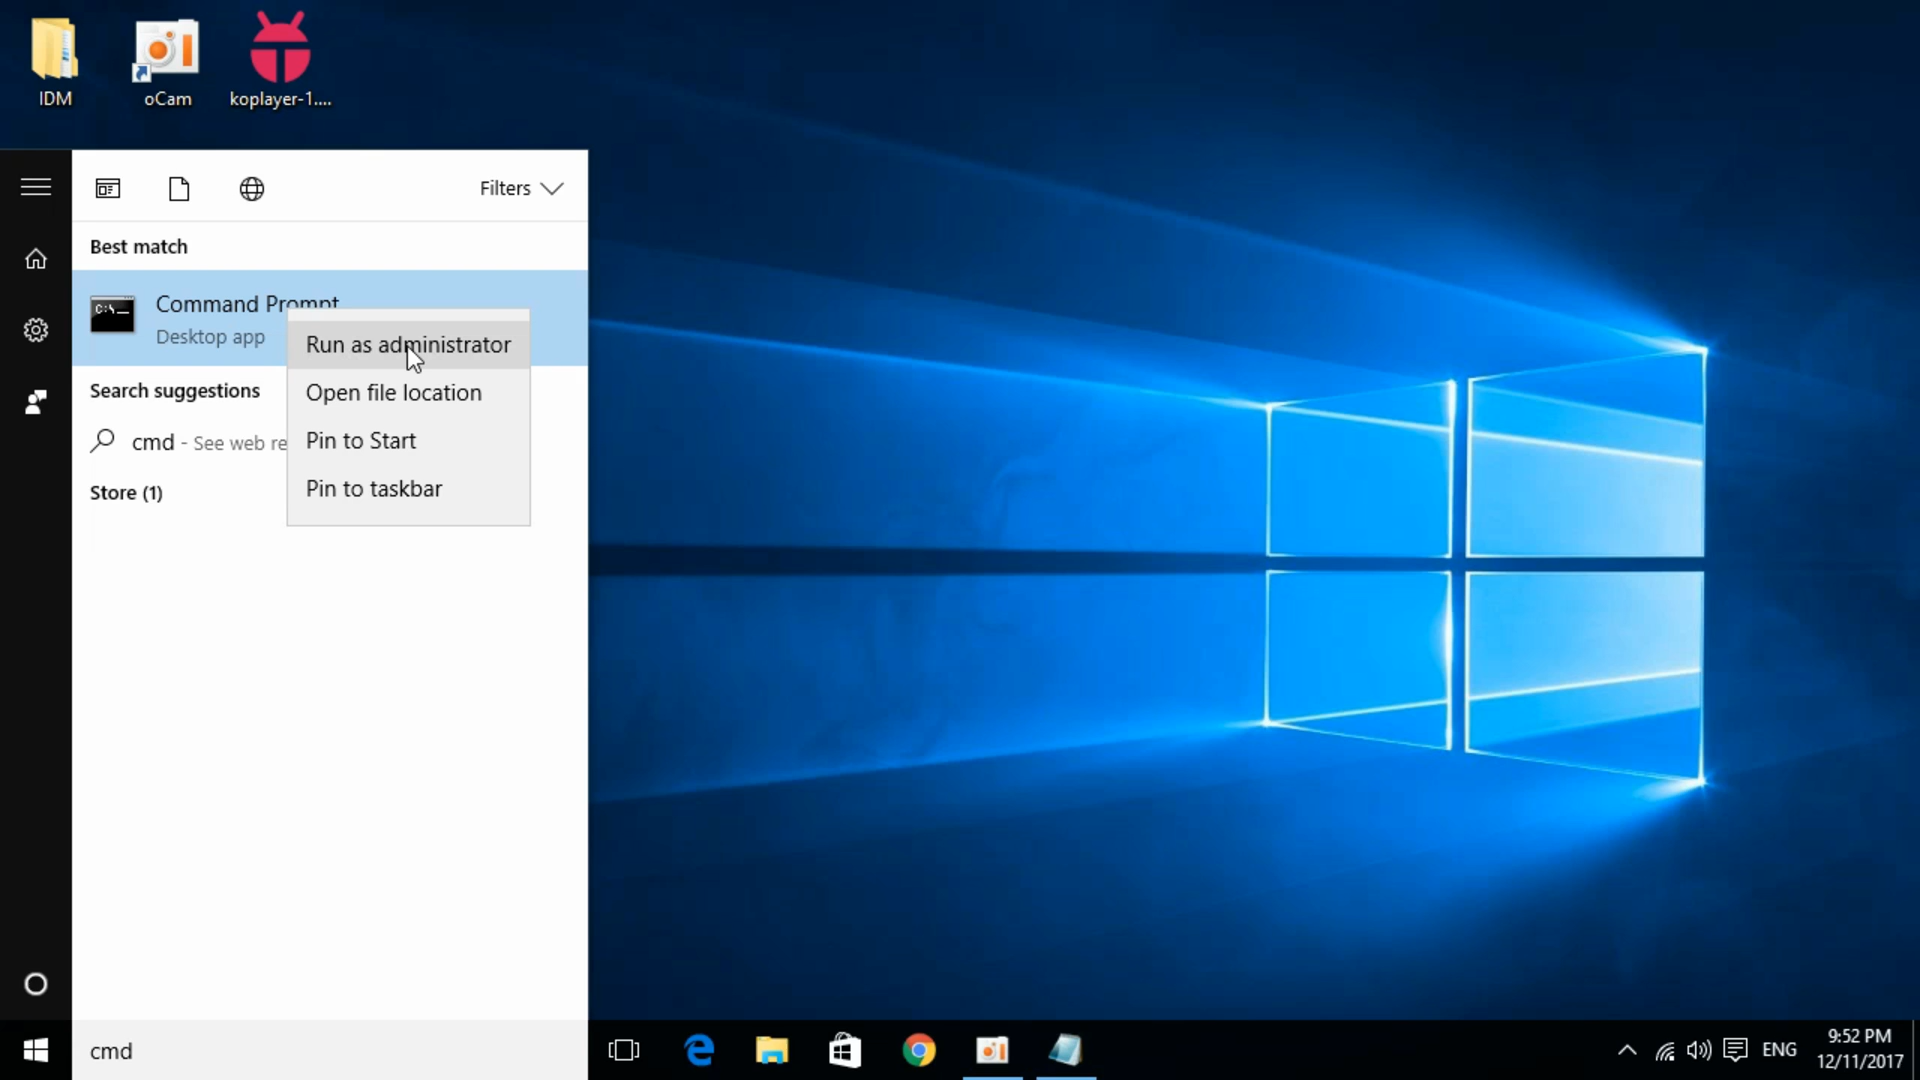 IDM
oCam
koplayer-1....
Filters
Best match
Command Prompt
Desktop app
Run as administrator
Open file location
Pin to Start
Pin to taskbar
Search suggestions
cmd - See web re
Store (1)
cmd
ENG
9:52 PM
12/11/2017